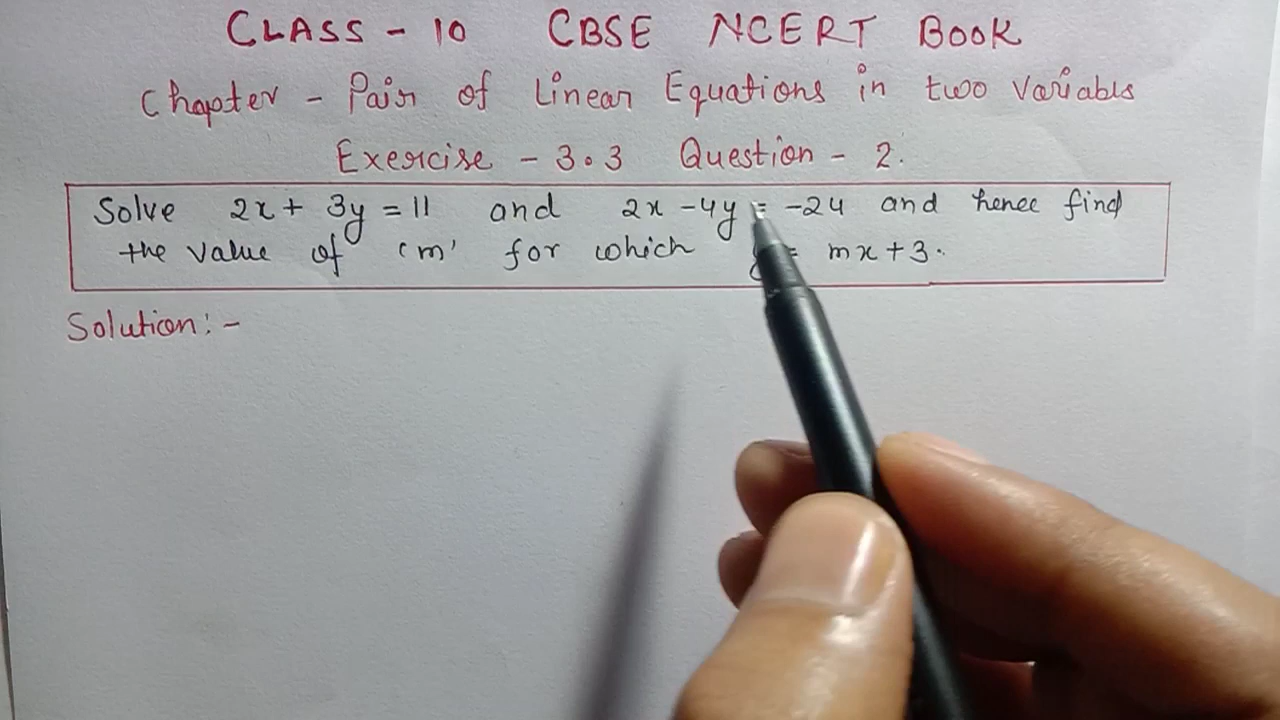 CLASS - 10 CBSE NCERT BOOK
Chapter - Pair of Linear Equations in two variables
Exercise - 3.3 Question - 2.
Solve 2x + 3y = 11 and 2x - 4y = -24 and hence find
the value of 'm' for which y = mx + 3.
Solution:-